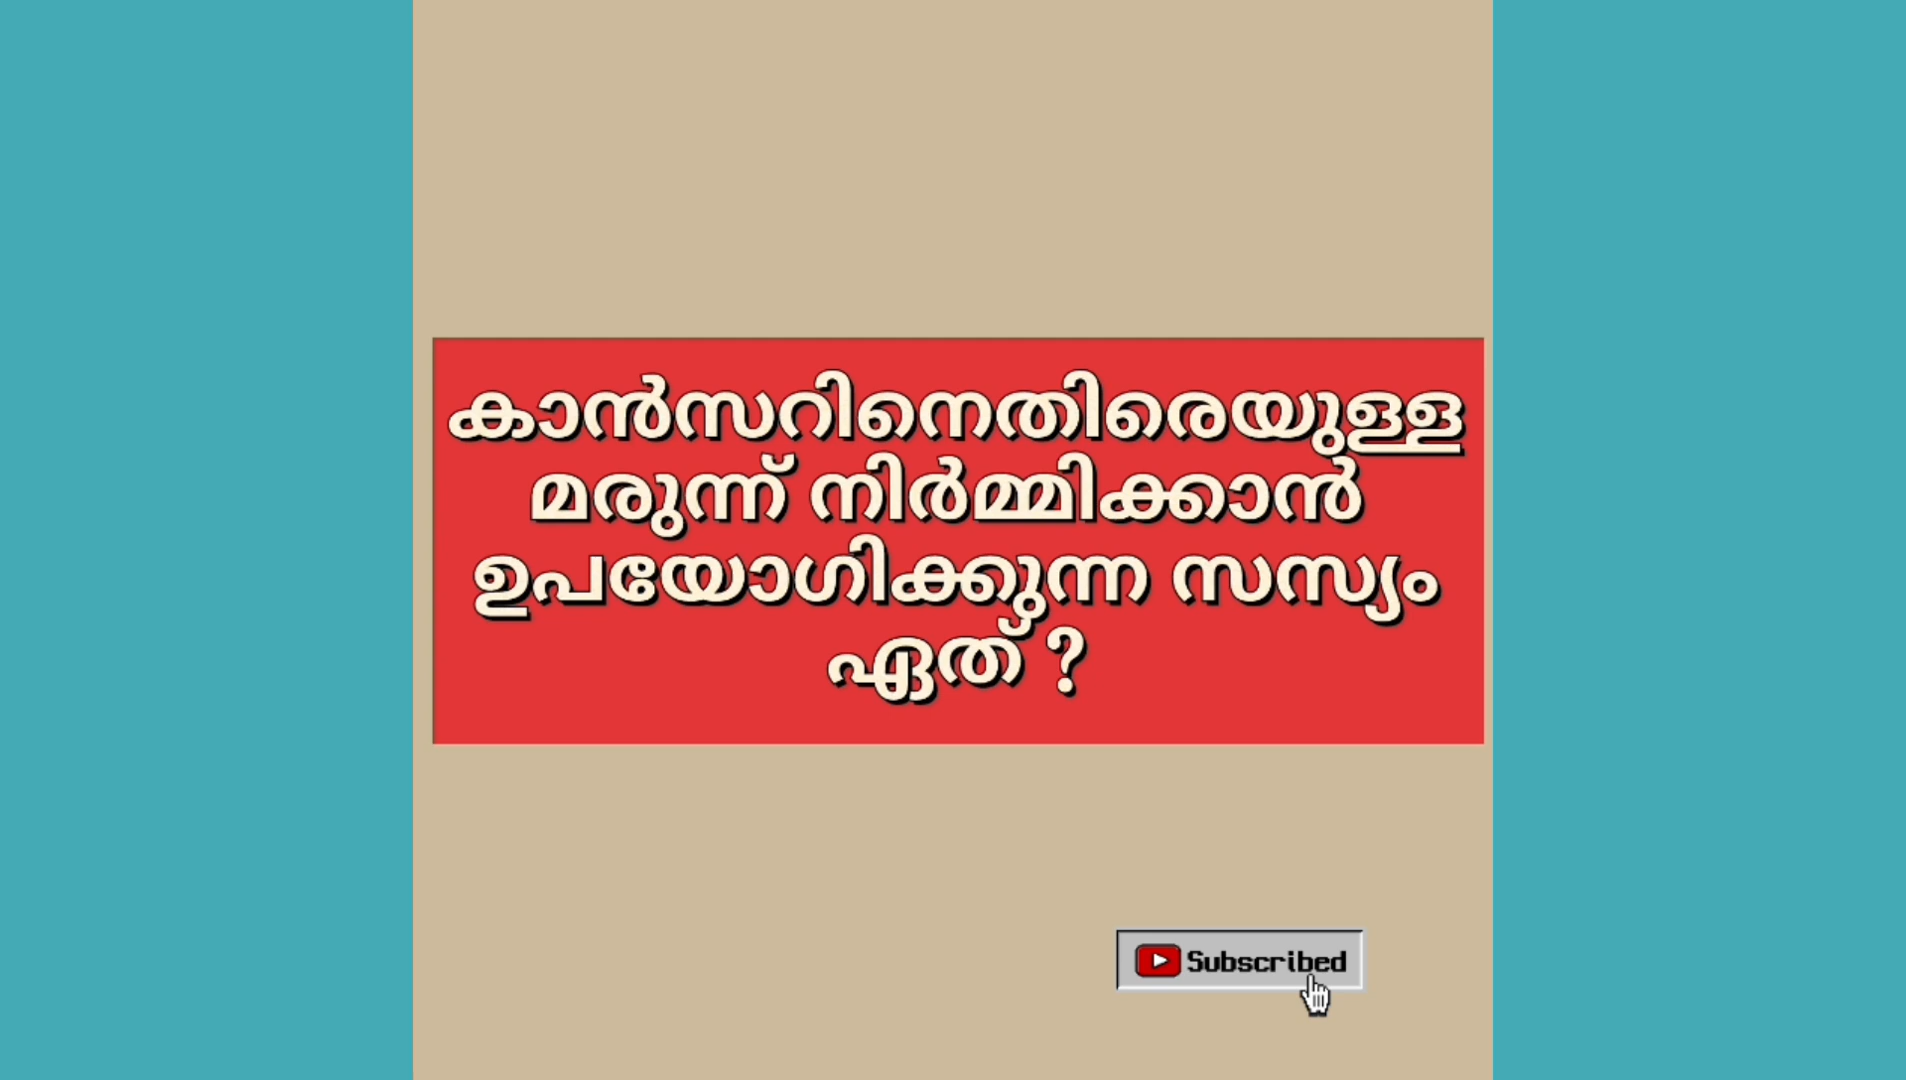 കാൻസറിനെതിരെയുള്ള
മരുന്ന് നിർമ്മിക്കാൻ
ഉപയോഗിക്കുന്ന സസ്യം
ഏത് ?
Subscribed